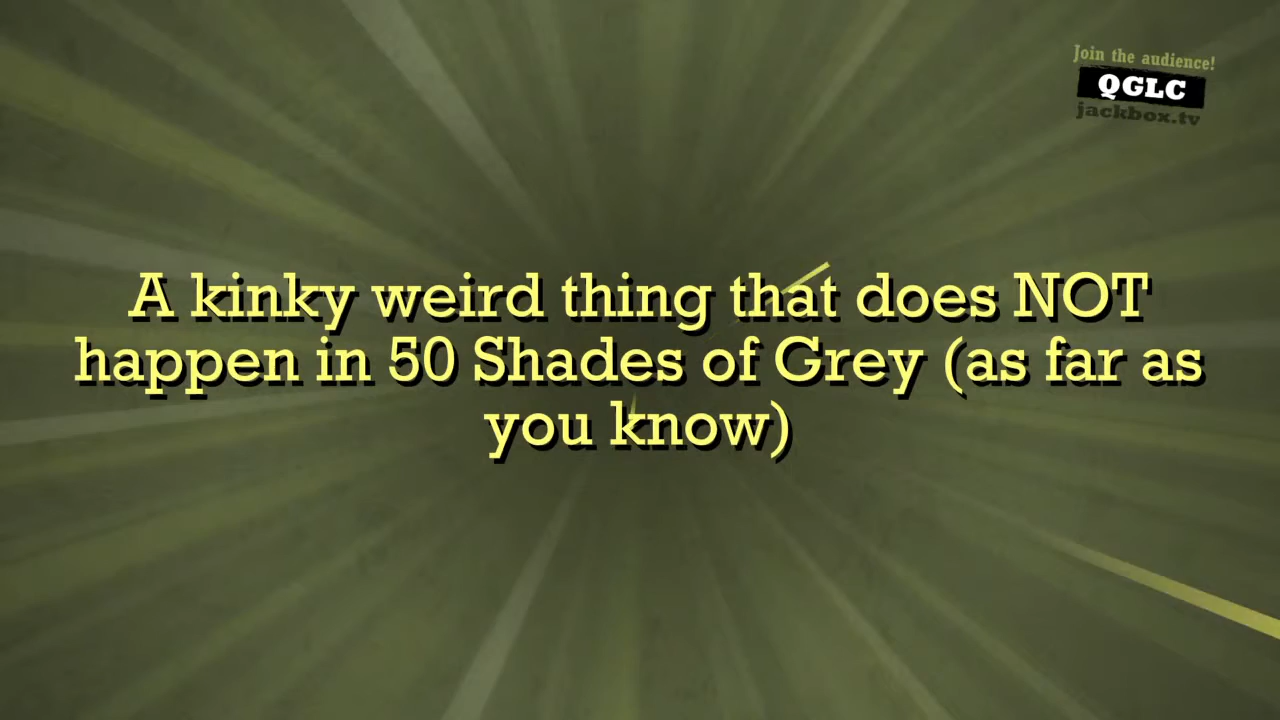 Join the audience!
QGLC
jackbox.tv
A kinky weird thing that does NOT
happen in 50 Shades of Grey (as far as
you know)